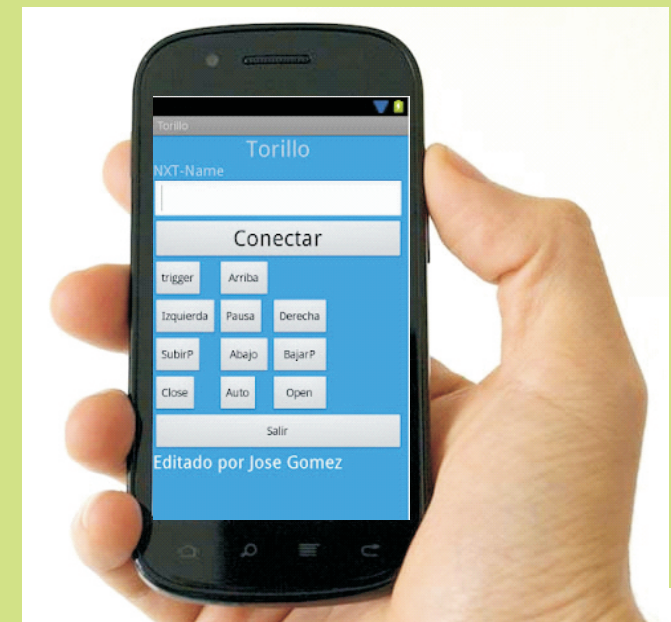 Torillo
Torillo
NXT-Name
Conectar
trigger Arriba
Izquierda Pausa Derecha
SubirP Abajo BajarP
Close Auto Open
Salir
Editado por Jose Gomez